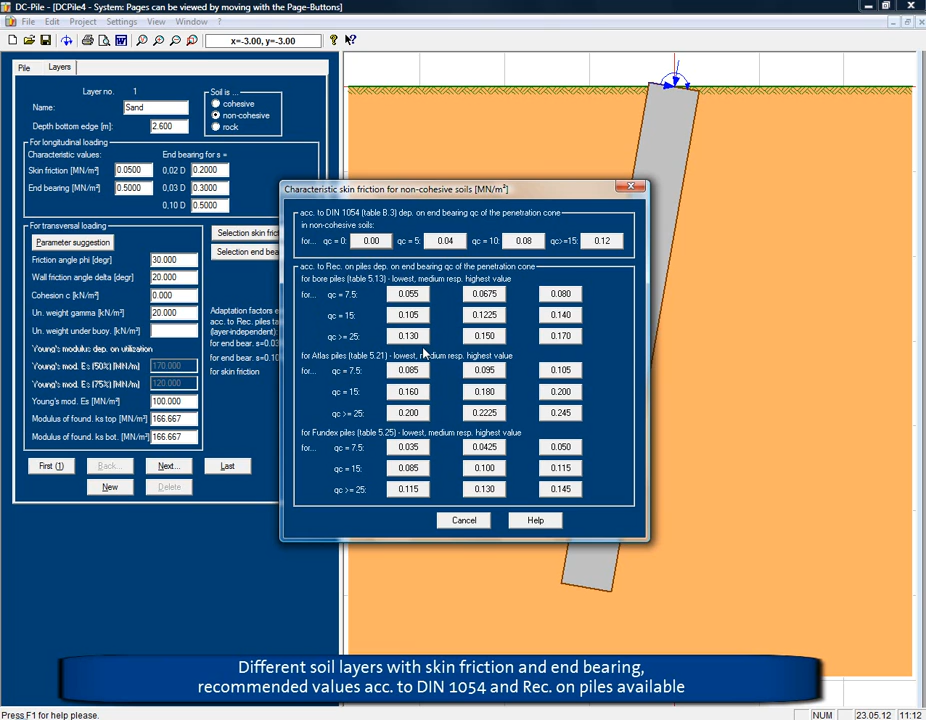 DC-Pile - [DCPile4 - System: Pages can be viewed by moving with the Page-Buttons]
File Edit Project Settings View Window ?
x=-3.00, y=-3.00
Pile Layers
Layer no. 1
Name: Sand
Depth bottom edge [m]: 2.600
Soil is ...
cohesive
non-cohesive
rock
For longitudinal loading
Characteristic values: End bearing for s =
Skin friction [MN/m²] 0.0500 0,02 D 0.2000
End bearing [MN/m²] 0.5000 0,03 D 0.3000
0,10 D 0.5000
For transversal loading
Parameter suggestion
Friction angle phi [degr] 30.000
Wall friction angle delta [degr] 20.000
Cohesion c [kN/m²] 0.000
Un. weight gamma [kN/m³] 20.000
Un. weight under buoy. [kN/m³]
Young's modulus dep. on utilization
Young's mod. Es (50%) [MN/m] 170.000
Young's mod. Es (75%) [MN/m] 120.000
Young's mod. Es [MN/m²] 100.000
Modulus of found. ks top [MN/m³] 166.667
Modulus of found. ks bot. [MN/m³] 166.667
Selection skin frict
Selection end bea
Adaptation factors
acc. to Rec. Piles ta
(layer-independent):
for end bear. s=0.03
for end bear. s=0.10
for skin friction
First (1) Back... Next... Last
New Delete
Characteristic skin friction for non-cohesive soils [MN/m²]
acc. to DIN 1054 (table B.3) dep. on end bearing qc of the penetration cone
in non-cohesive soils:
for... qc = 0: 0.00 qc = 5: 0.04 qc = 10: 0.08 qc>=15: 0.12
acc. to Rec. on piles dep. on end bearing qc of the penetration cone
for bore piles (table 5.13) - lowest, medium resp. highest value
for... qc = 7.5: 0.055 0.0675 0.080
qc = 15: 0.105 0.1225 0.140
qc >= 25: 0.130 0.150 0.170
for Atlas piles (table 5.21) - lowest, medium resp. highest value
for... qc = 7.5: 0.085 0.095 0.105
qc = 15: 0.160 0.180 0.200
qc >= 25: 0.200 0.2225 0.245
for Fundex piles (table 5.25) - lowest, medium resp. highest value
for... qc = 7.5: 0.035 0.0425 0.050
qc = 15: 0.085 0.100 0.115
qc >= 25: 0.115 0.130 0.145
Cancel Help
Different soil layers with skin friction and end bearing,
recommended values acc. to DIN 1054 and Rec. on piles available
Press F1 for help please. NUM 23.05.12 11:12